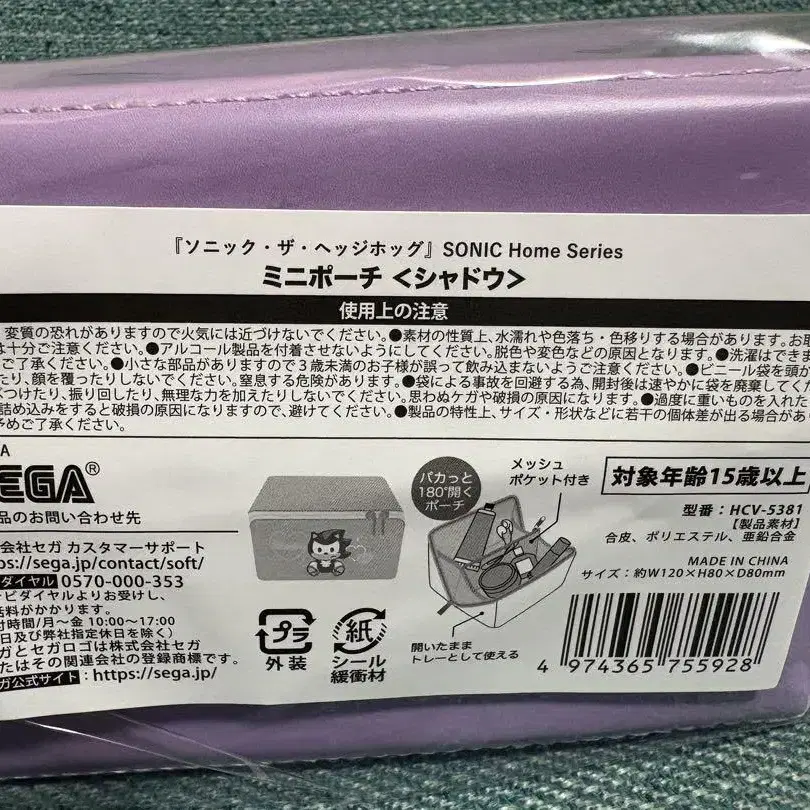 『ソニック・ザ・ヘッジホッグ』SONIC Home Series
ミニポーチ <シャドウ>
使用上の注意
変質の恐れがありますので火気には近づけないでください。●素材の性質上、水濡れや色落ち・色移りする場合があります。お取
は十分ご注意ください。●アルコール製品を付着させないようにしてください。脱色や変色などの原因となります。●洗濯はできま
ご了承ください。●小さな部品がありますので3歳未満のお子様が誤って飲み込まないようご注意ください。●ビニール袋を頭か
たり、顔を覆ったりしないでください。窒息する危険があります。●袋による事故を回避する為、開封後は速やかに袋を廃棄してく
つけたり、振り回したり、無理な力を加えたりしないでください。思わぬケガや破損の原因になります。●過度に重いものを入れた
詰め込みをすると破損の原因になりますので、避けてください。●製品の特性上、サイズ・形状などに若干の個体差が出る場合があ
予めご了承ください。
A
SEGA®
品のお問い合わせ先
会社セガ カスタマーサポート
https://sega.jp/contact/soft/
ダイヤル 0570-000-353
ービダイヤルよりお受けし、
話料がかかります。
付時間/月～金 10:00～17:00
日及び弊社指定休日を除く)
ガとセガロゴは株式会社セガ
たはその関連会社の登録商標です。
ガ公式サイト:https://sega.jp/
パカっと
180°開く
ポーチ
メッシュ
ポケット付き
開いたまま
トレーとして使える
プラ
外装
紙
シール
緩衝材
対象年齢15歳以上
型番:HCV-5381
【製品素材】
合皮、ポリエステル、亜鉛合金
MADE IN CHINA
サイズ:約W120×H80×D80mm
4 974365 755928